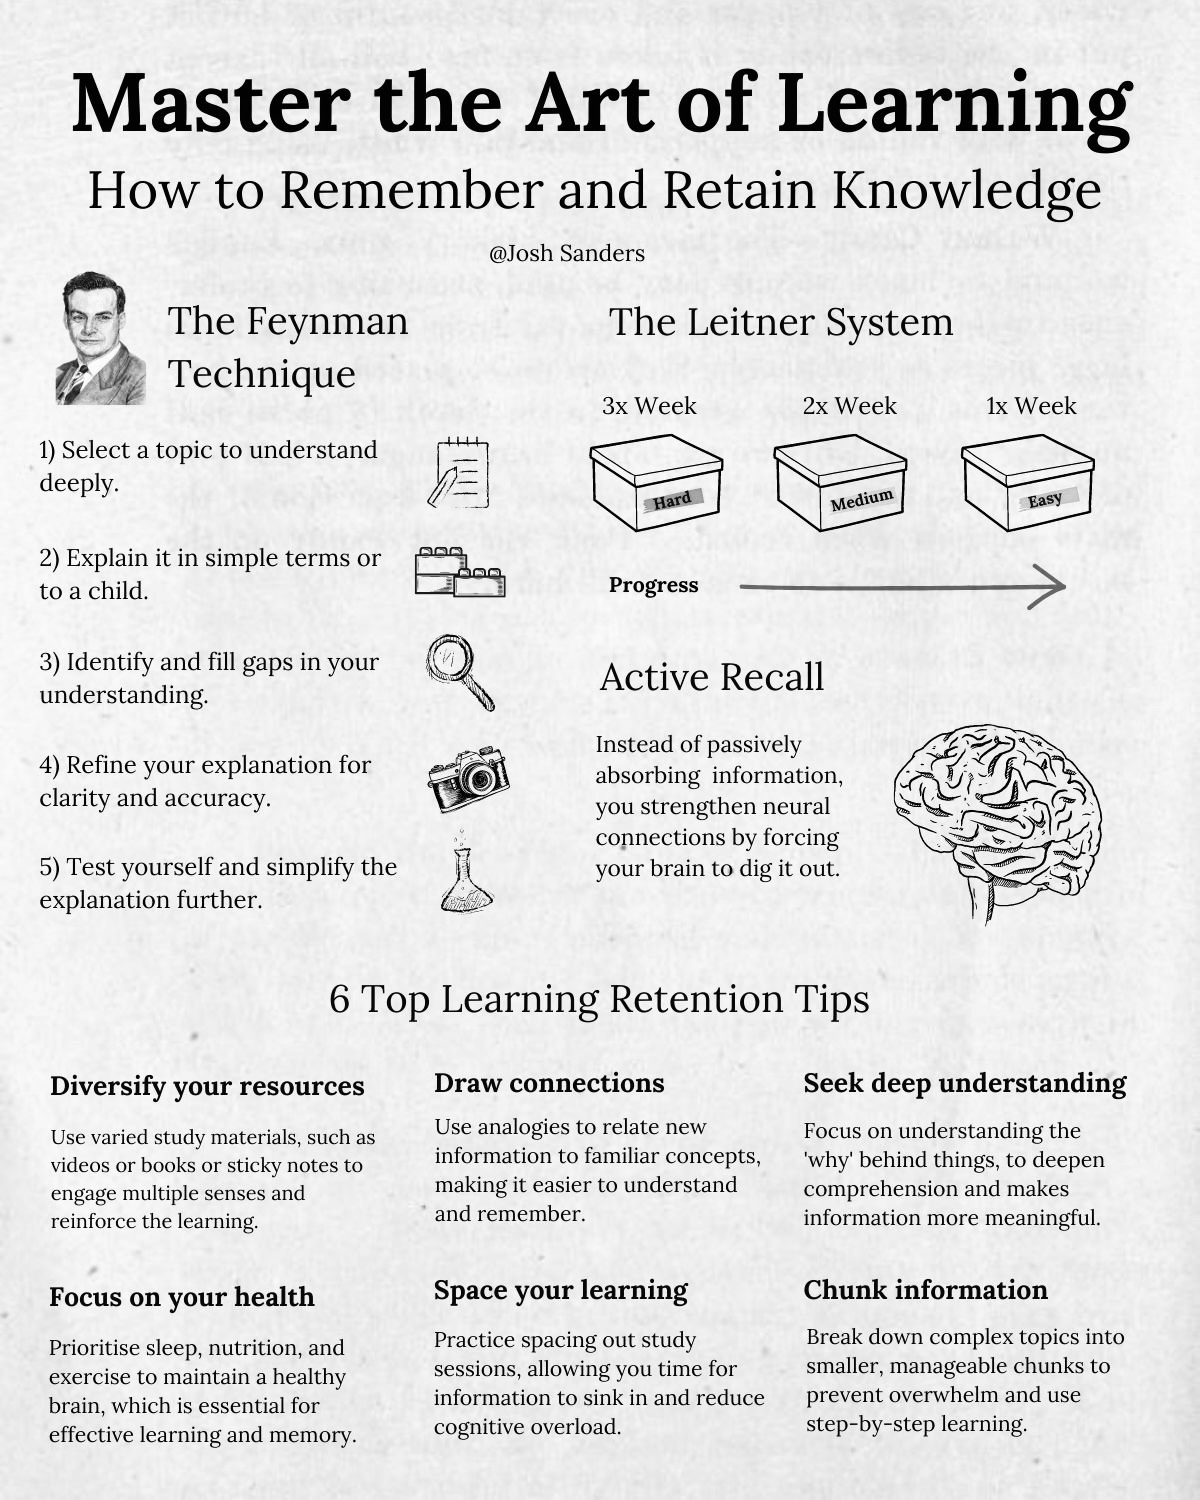 Master the Art of Learning
How to Remember and Retain Knowledge
@Josh Sanders
The Feynman
Technique
1) Select a topic to understand
deeply.
2) Explain it in simple terms or
to a child.
3) Identify and fill gaps in your
understanding.
4) Refine your explanation for
clarity and accuracy.
5) Test yourself and simplify the
explanation further.
The Leitner System
3x Week
2x Week
1x Week
Hard
Medium
Easy
Progress
Active Recall
Instead of passively
absorbing  information,
you strengthen neural
connections by forcing
your brain to dig it out.
6 Top Learning Retention Tips
Diversify your resources
Use varied study materials, such as
videos or books or sticky notes to
engage multiple senses and
reinforce the learning.
Draw connections
Use analogies to relate new
information to familiar concepts,
making it easier to understand
and remember.
Seek deep understanding
Focus on understanding the
'why' behind things, to deepen
comprehension and makes
information more meaningful.
Focus on your health
Prioritise sleep, nutrition, and
exercise to maintain a healthy
brain, which is essential for
effective learning and memory.
Space your learning
Practice spacing out study
sessions, allowing you time for
information to sink in and reduce
cognitive overload.
Chunk information
Break down complex topics into
smaller, manageable chunks to
prevent overwhelm and use
step-by-step learning.